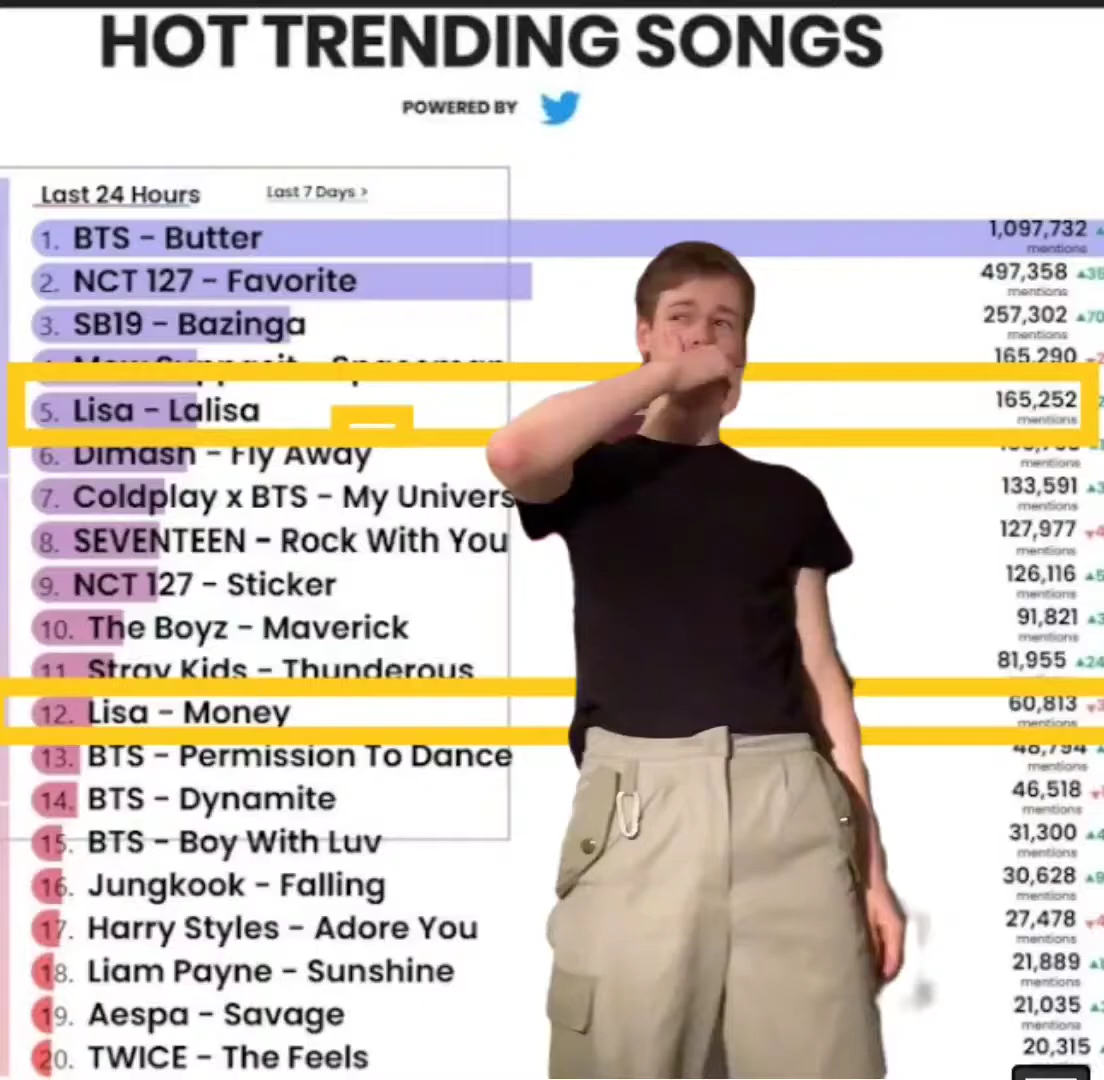 HOT TRENDING SONGS
POWERED BY
Last 24 Hours Last 7 Days >
1. BTS – Butter 1,097,732
mentions
2. NCT 127 – Favorite 497,358
mentions
3. SB19 – Bazinga 257,302
mentions
165,290
5. Lisa – Lalisa 165,252
mentions
6. Dimash – Fly Away
mentions
7. Coldplay x BTS – My Univers 133,591
mentions
8. SEVENTEEN – Rock With You 127,977
mentions
9. NCT 127 – Sticker 126,116
mentions
10. The Boyz – Maverick 91,821
mentions
11. Stray Kids – Thunderous 81,955
12. Lisa – Money 60,813
mentions
13. BTS – Permission To Dance 48,794
mentions
14. BTS – Dynamite 46,518
mentions
15. BTS – Boy With Luv 31,300
mentions
16. Jungkook – Falling 30,628
mentions
17. Harry Styles – Adore You 27,478
mentions
18. Liam Payne – Sunshine 21,889
mentions
19. Aespa – Savage 21,035
mentions
20. TWICE – The Feels 20,315